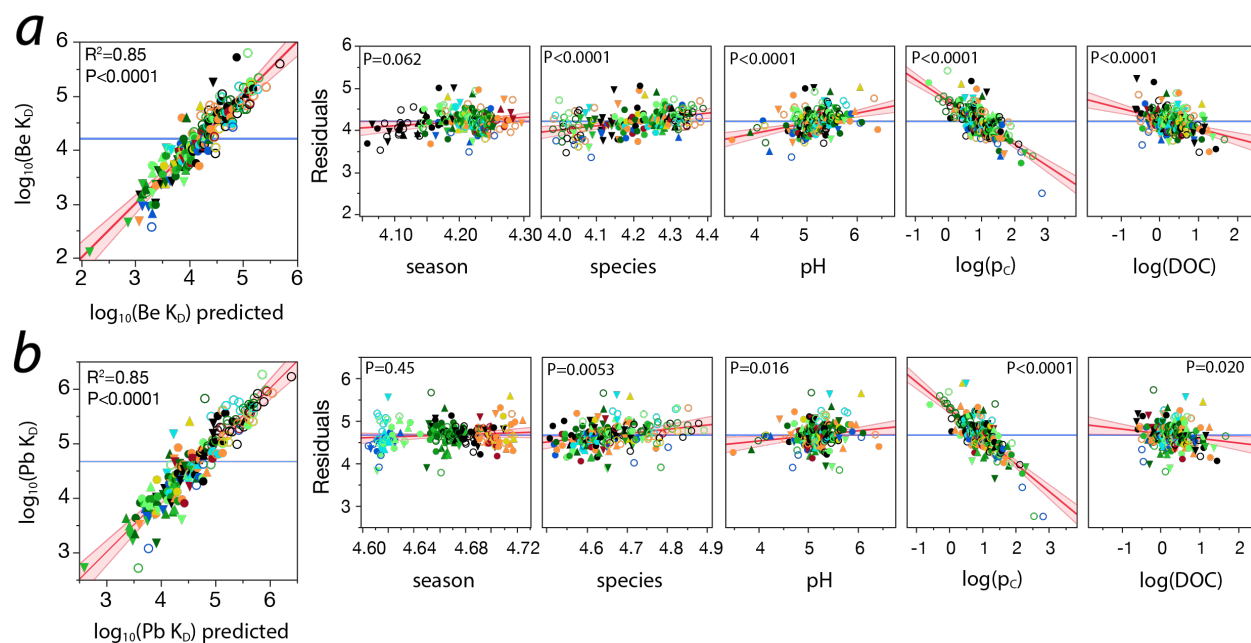 a
R²=0.85
P<0.0001
log₁₀(Be K_D)
6
5
4
3
2
2 3 4 5 6
log₁₀(Be K_D) predicted
Residuals
6
5
4
3
2
P=0.062
4.10 4.20 4.30
season
P<0.0001
4.0 4.1 4.2 4.3 4.4
species
P<0.0001
4 5 6
pH
P<0.0001
-1 0 1 2 3
log(p_C)
P<0.0001
-1 0 1 2
log(DOC)
b
R²=0.85
P<0.0001
log₁₀(Pb K_D)
6
5
4
3
3 4 5 6
log₁₀(Pb K_D) predicted
Residuals
6
5
4
3
P=0.45
4.60 4.64 4.68 4.72
season
P=0.0053
4.6 4.7 4.8 4.9
species
P=0.016
4 5 6
pH
P<0.0001
-1 0 1 2 3
log(p_C)
P=0.020
-1 0 1 2
log(DOC)